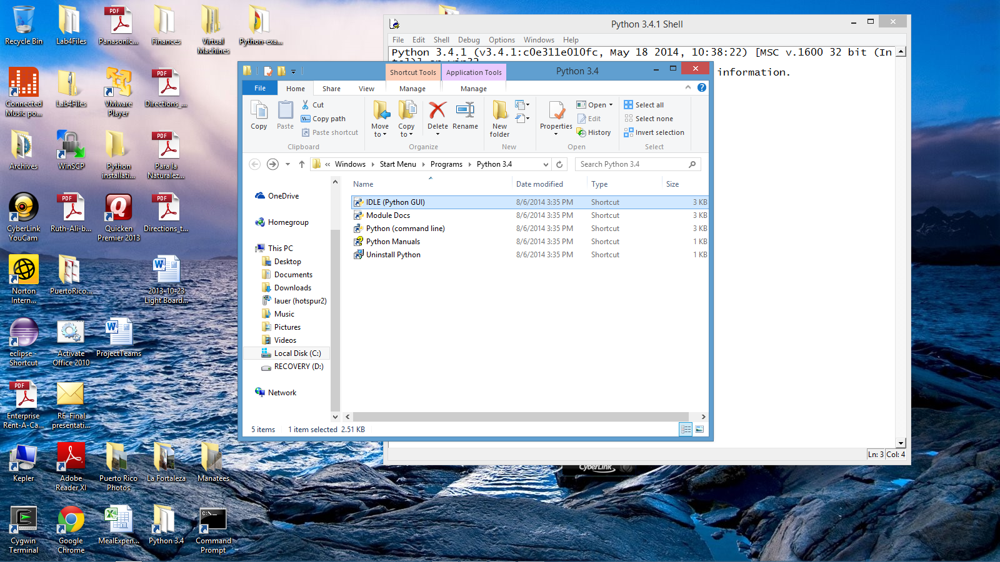 Recycle Bin
Lab4Files
Panasonic...
Finances
Virtual
Machines
Python-exa...
Connected
Music po...
Lab4Files
VMware
Player
Directions_...
Archives
WinSCP
Python
installati...
Para la
Naturalez...
CyberLink
YouCam
Ruth-Ali-b...
Quicken
Premier 2013
Directions_t...
Norton
Intern...
PuertoRico...
2013-10-23
Light Board...
eclipse -
Shortcut
Activate
Office 2010
ProjectTeams
Enterprise
Rent-A-Ca...
RE_Final
presentati...
Kepler
Adobe
Reader XI
Puerto Rico
Photos
La Fortaleza
Manatees
Cygwin
Terminal
Google
Chrome
MealExpen...
Python 3.4
Command
Prompt
Python 3.4.1 Shell
File Edit Shell Debug Options Windows Help
Python 3.4.1 (v3.4.1:c0e311e010fc, May 18 2014, 10:38:22) [MSC v.1600 32 bit (In
information.
Ln: 3 Col: 4
Shortcut Tools Application Tools Python 3.4
File Home Share View Manage Manage
Copy
Paste
Cut
Copy path
Paste shortcut
Clipboard
Move
to
Copy
to
Delete
Rename
Organize
New
folder
New
Properties
Open
Edit
History
Open
Select all
Select none
Invert selection
Select
« Windows Start Menu Programs Python 3.4
Search Python 3.4
OneDrive
Homegroup
This PC
Desktop
Documents
Downloads
lauer (hotspur2)
Music
Pictures
Videos
Local Disk (C:)
RECOVERY (D:)
Network
Name Date modified Type Size
IDLE (Python GUI) 8/6/2014 3:35 PM Shortcut 3 KB
Module Docs 8/6/2014 3:35 PM Shortcut 3 KB
Python (command line) 8/6/2014 3:35 PM Shortcut 3 KB
Python Manuals 8/6/2014 3:35 PM Shortcut 1 KB
Uninstall Python 8/6/2014 3:35 PM Shortcut 1 KB
5 items 1 item selected 2.51 KB
CyberLink